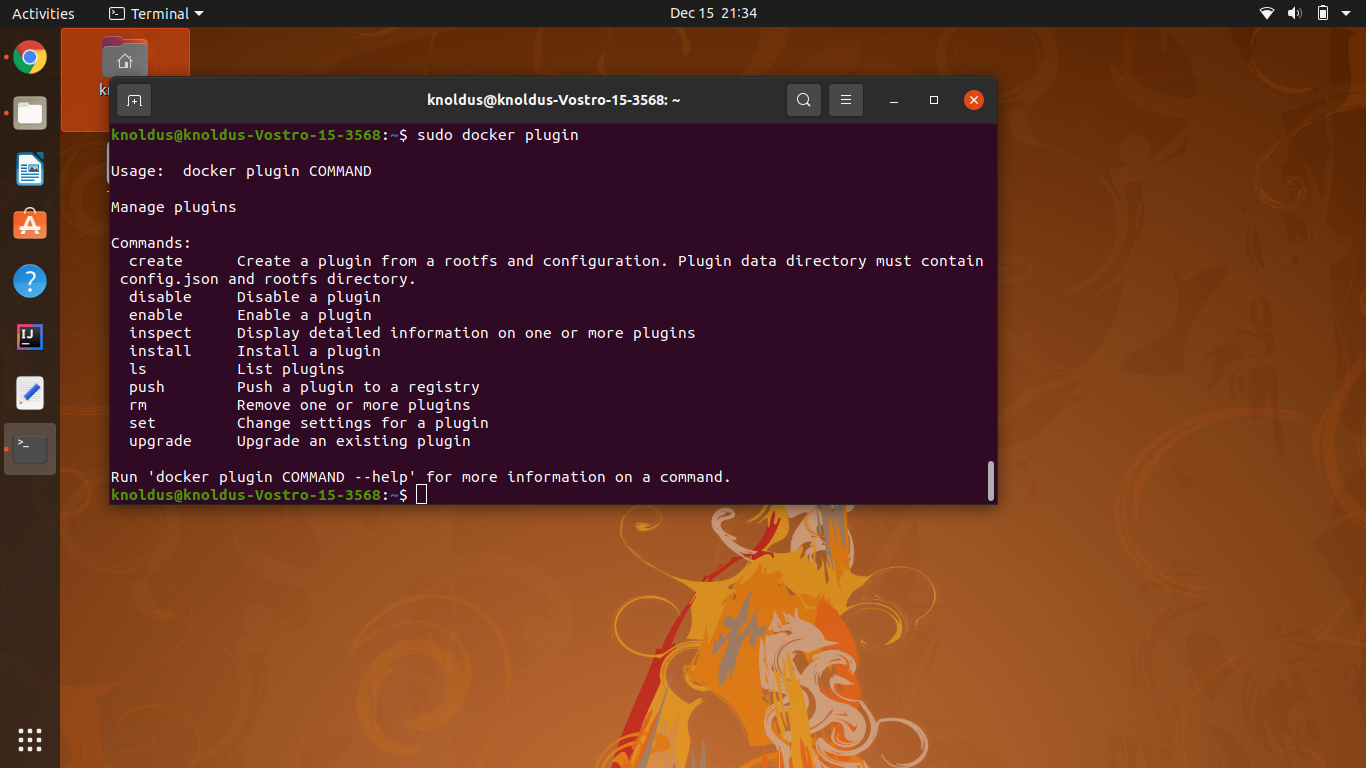 Activities
Terminal
Dec 15 21:34
knoldus@knoldus-Vostro-15-3568: ~
knoldus@knoldus-Vostro-15-3568:~$ sudo docker plugin
Usage:  docker plugin COMMAND
Manage plugins
Commands:
  create      Create a plugin from a rootfs and configuration. Plugin data directory must contain
 config.json and rootfs directory.
  disable     Disable a plugin
  enable      Enable a plugin
  inspect     Display detailed information on one or more plugins
  install     Install a plugin
  ls          List plugins
  push        Push a plugin to a registry
  rm          Remove one or more plugins
  set         Change settings for a plugin
  upgrade     Upgrade an existing plugin
Run 'docker plugin COMMAND --help' for more information on a command.
knoldus@knoldus-Vostro-15-3568:~$
IJ